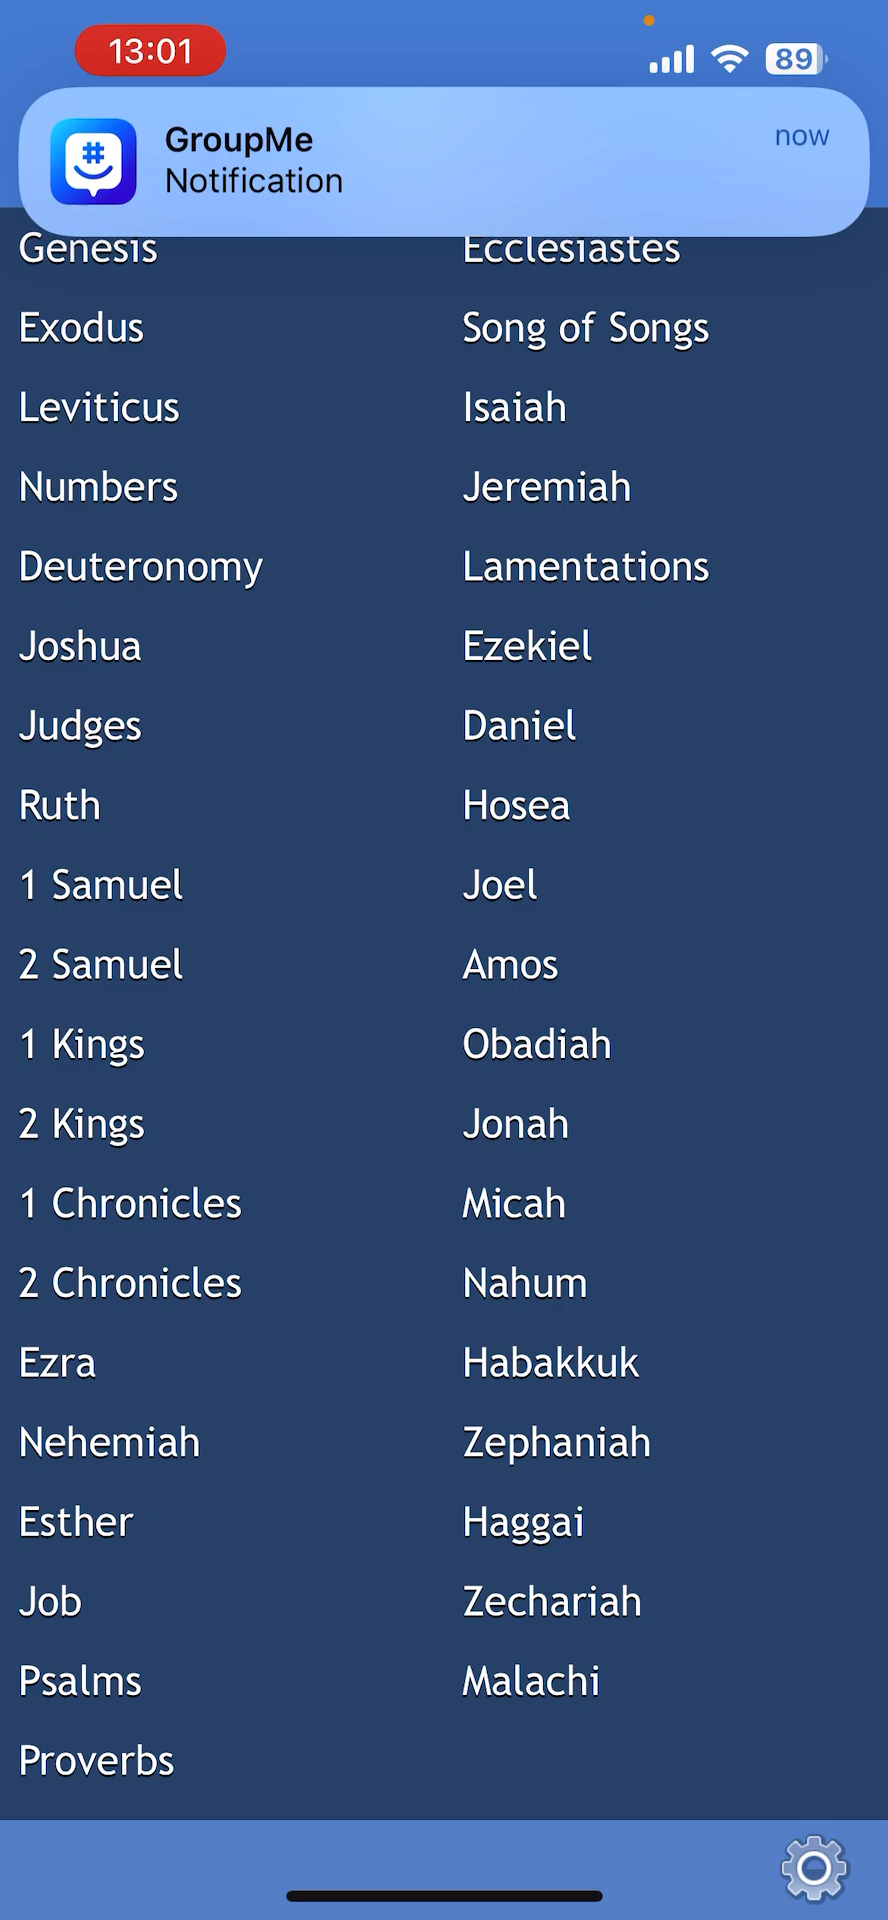 13:01
89
GroupMe
now
Notification
Genesis
Exodus
Leviticus
Numbers
Deuteronomy
Joshua
Judges
Ruth
1 Samuel
2 Samuel
1 Kings
2 Kings
1 Chronicles
2 Chronicles
Ezra
Nehemiah
Esther
Job
Psalms
Proverbs
Ecclesiastes
Song of Songs
Isaiah
Jeremiah
Lamentations
Ezekiel
Daniel
Hosea
Joel
Amos
Obadiah
Jonah
Micah
Nahum
Habakkuk
Zephaniah
Haggai
Zechariah
Malachi